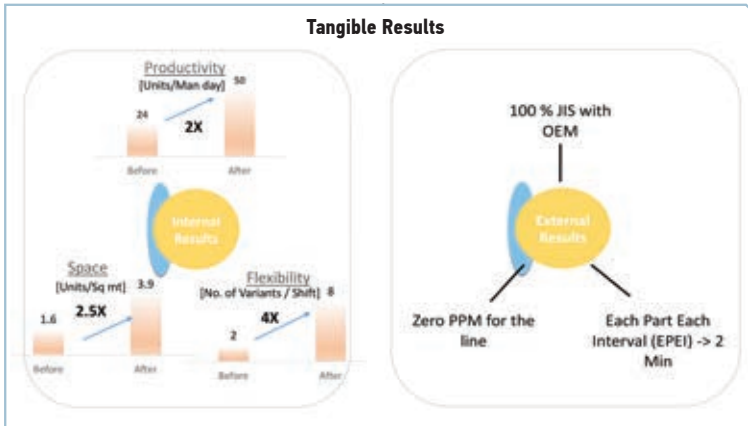 Tangible Results
Productivity
[Units/Man day]
24
50
2X
Before
After
Internal
Results
Space
[Units/Sq mt]
1.6
3.9
2.5X
Before
After
Flexibility
[No. of Variants / Shift]
2
8
4X
Before
After
100 % JIS with
OEM
External
Results
Zero PPM for the
line
Each Part Each
Interval (EPEI) -> 2
Min